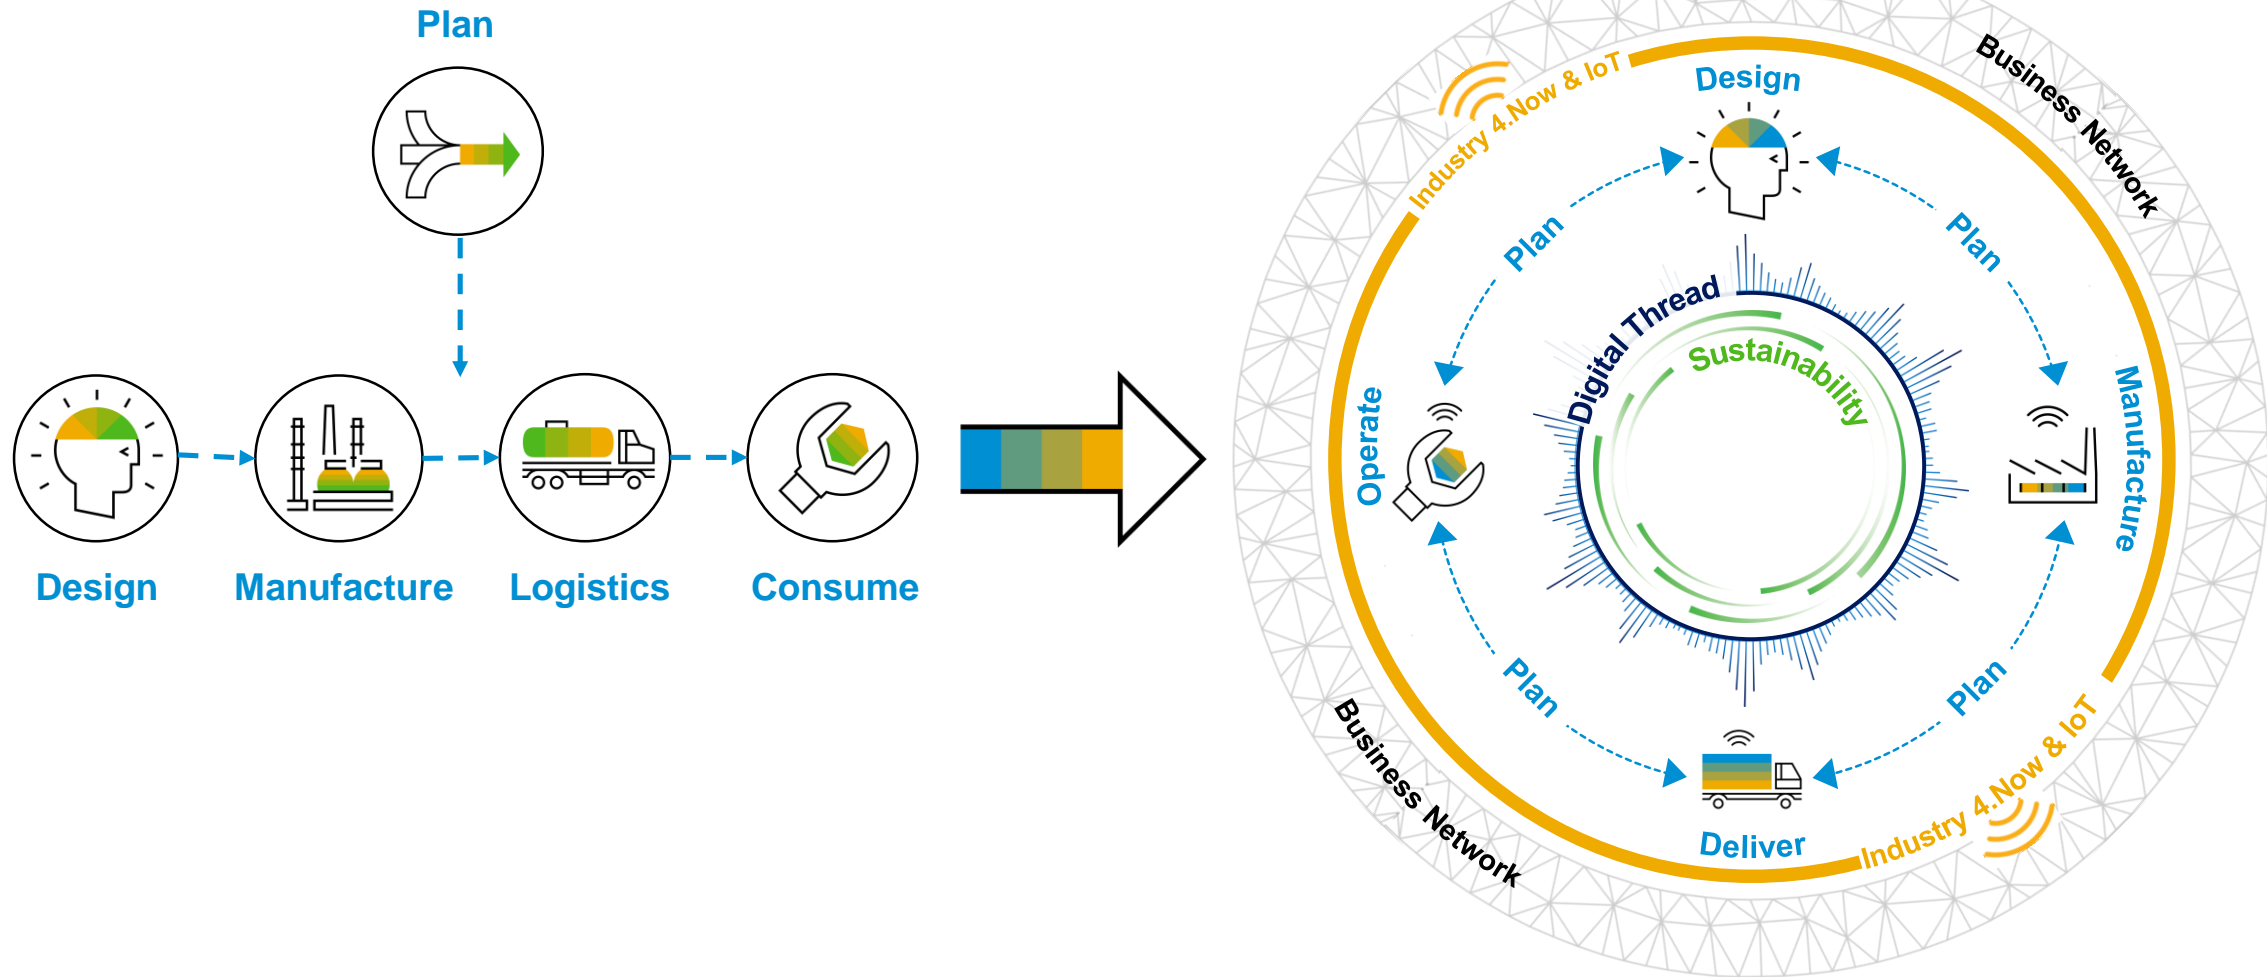 Plan
Design
Manufacture
Logistics
Consume
Business Network
Industry 4.Now & IoT
Design
Plan
Plan
Digital Thread
Sustainability
Operate
Manufacture
Plan
Plan
Deliver
Industry 4.Now & IoT
Business Network